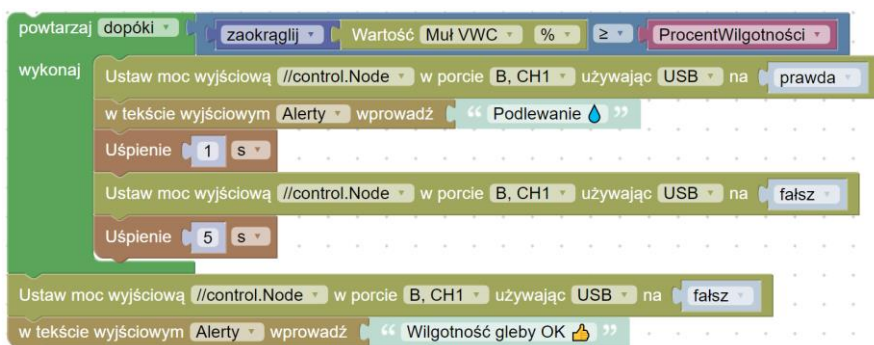 powtarzaj dopóki zaokrąglij Wartość Muł VWC % ≥ ProcentWilgotności
wykonaj Ustaw moc wyjściową //control.Node w porcie B, CH1 używając USB na prawda
w tekście wyjściowym Alerty wprowadź “ Podlewanie 💧 ”
Uśpienie 1 s
Ustaw moc wyjściową //control.Node w porcie B, CH1 używając USB na fałsz
Uśpienie 5 s
Ustaw moc wyjściową //control.Node w porcie B, CH1 używając USB na fałsz
w tekście wyjściowym Alerty wprowadź “ Wilgotność gleby OK 👍 ”